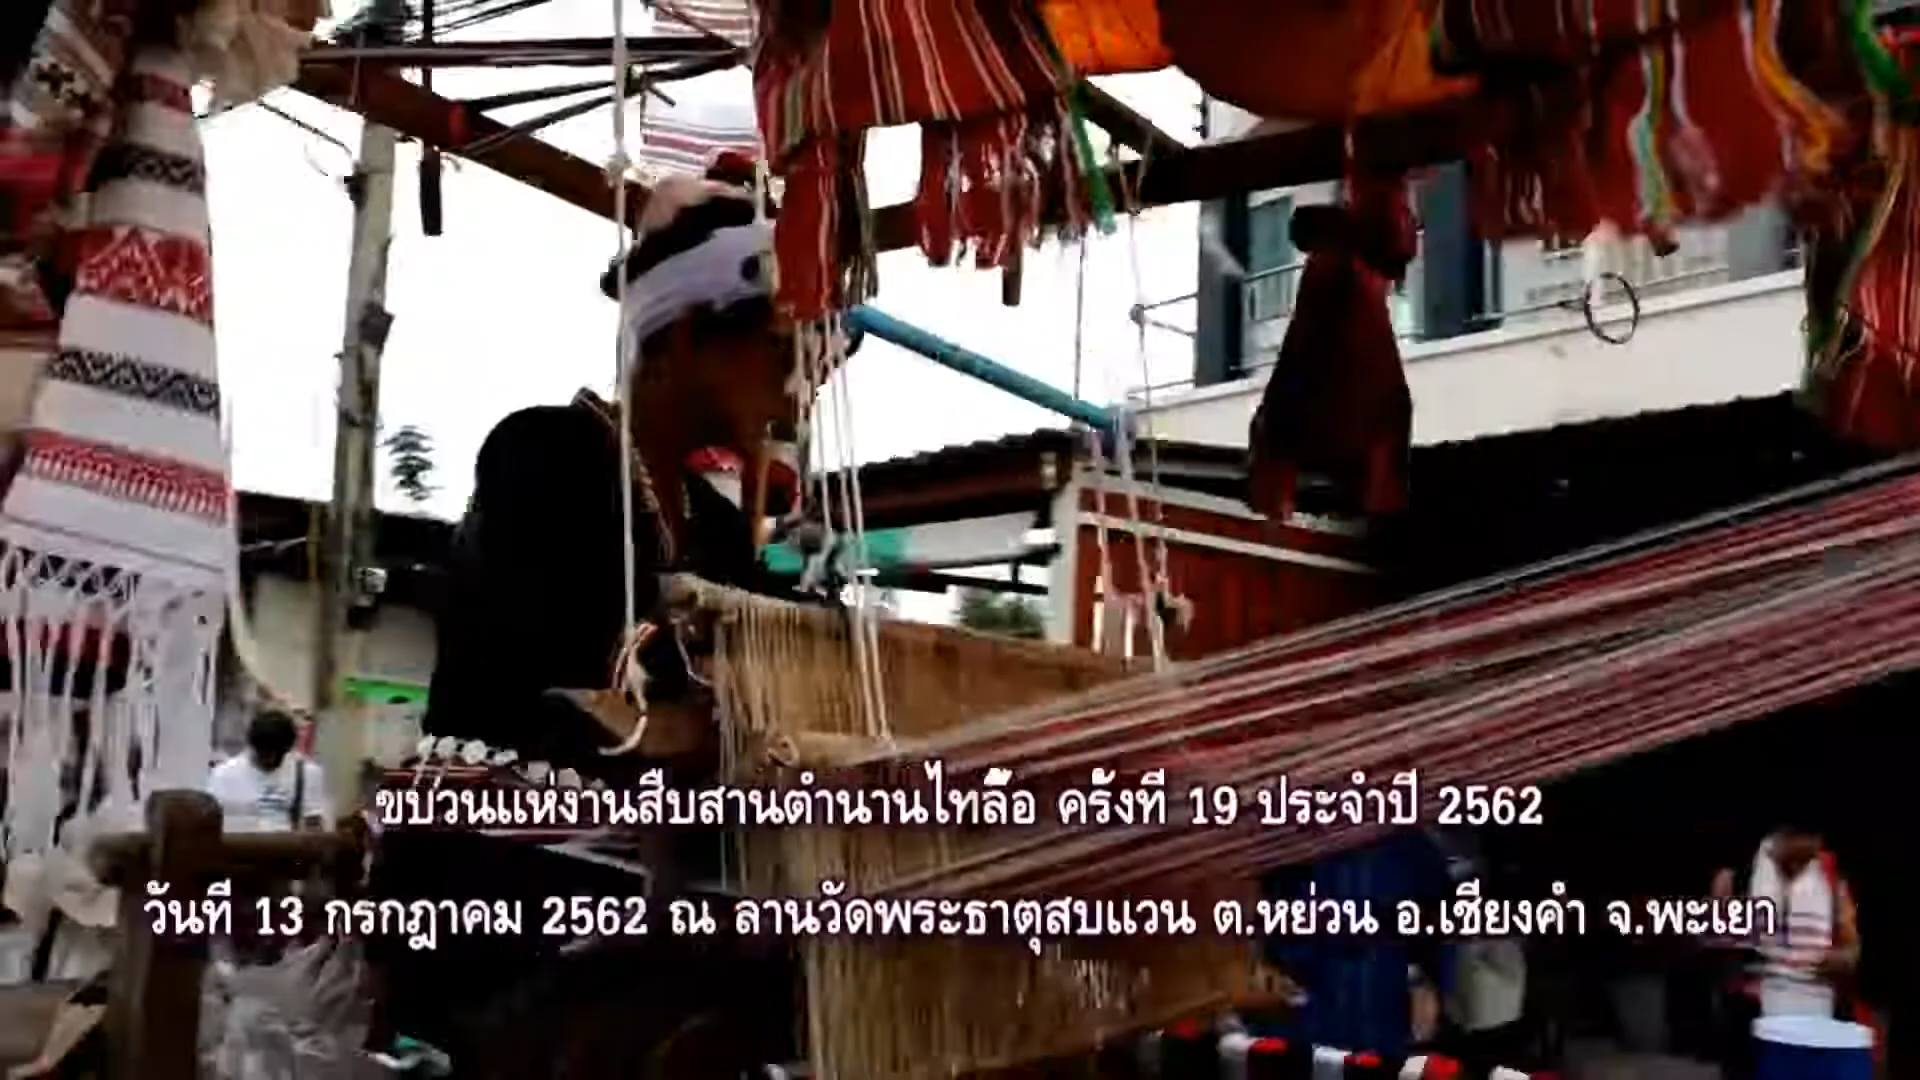 ขบวนแห่งานสืบสานตำนานไทลื้อ ครั้งที่ 19 ประจำปี 2562
วันที่ 13 กรกฎาคม 2562 ณ ลานวัดพระธาตุสบแวน ต.หย่วน อ.เชียงคำ จ.พะเยา